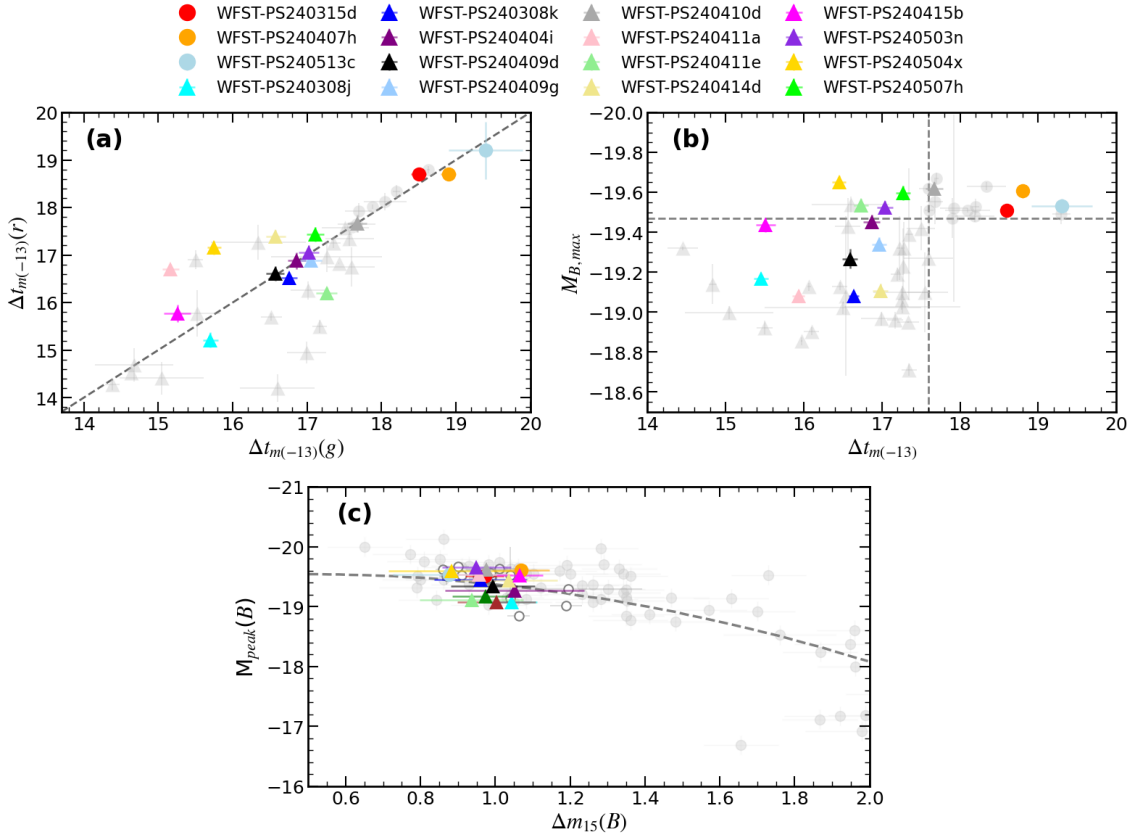 WFST-PS240315d WFST-PS240308k WFST-PS240410d WFST-PS240415b
WFST-PS240407h WFST-PS240404i WFST-PS240411a WFST-PS240503n
WFST-PS240513c WFST-PS240409d WFST-PS240411e WFST-PS240504x
WFST-PS240308j WFST-PS240409g WFST-PS240414d WFST-PS240507h
(a)
Δt_m(−13)(r)
20
19
18
17
16
15
14
14 15 16 17 18 19 20
Δt_m(−13)(g)
(b)
M_B,max
−20.0
−19.8
−19.6
−19.4
−19.2
−19.0
−18.8
−18.6
14 15 16 17 18 19 20
Δt_m(−13)
(c)
M_peak(B)
−21
−20
−19
−18
−17
−16
0.6 0.8 1.0 1.2 1.4 1.6 1.8 2.0
Δm_15(B)